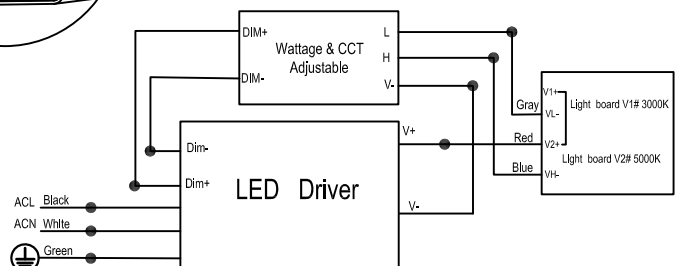 DIM+
Wattage & CCT
Adjustable
DIM-
L
H
V-
V1+
Light board V1# 3000K
Gray
VL-
Red
V2+
LIght board V2# 5000K
Blue
VH-
Dim-
Dim+
LED Driver
V+
V-
ACL Black
ACN WhIte
Green